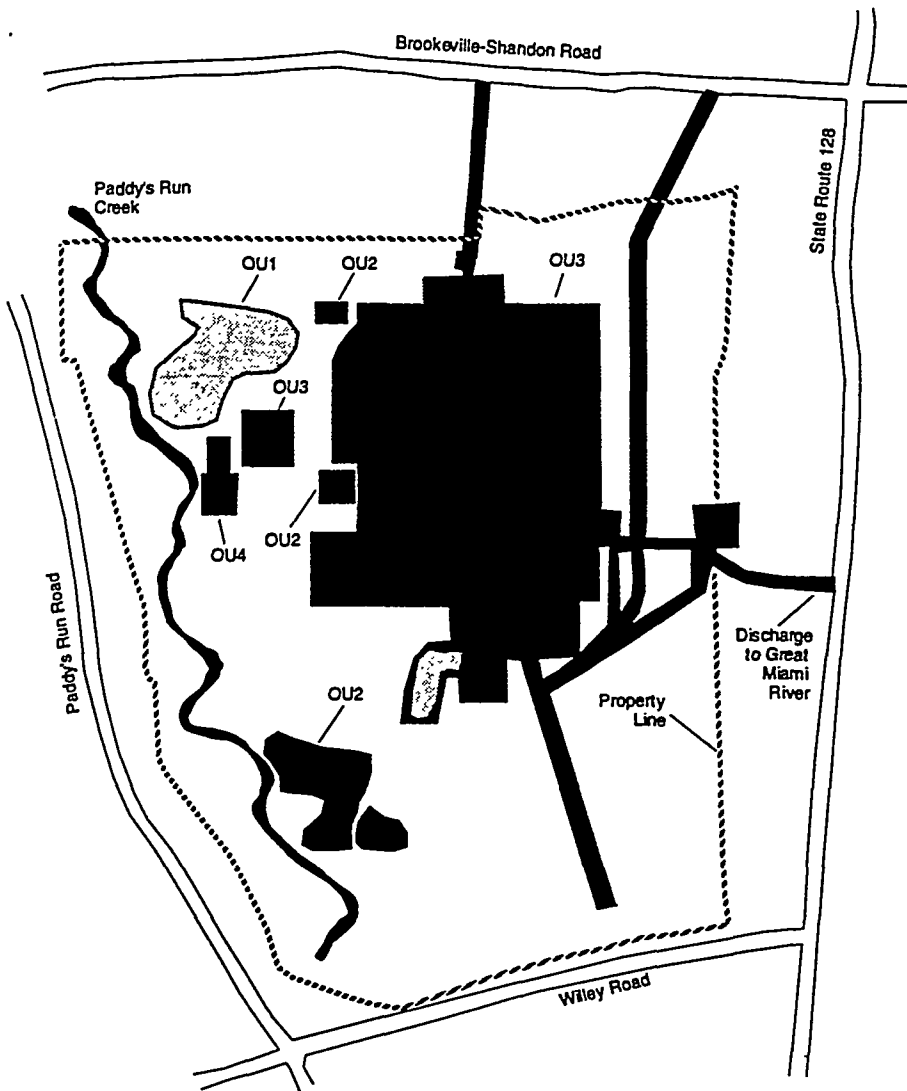 Brookeville-Shandon Road
State Route 128
Paddy's Run
Creek
OU1
OU2
OU3
OU3
OU2
OU4
Paddy's Run Road
Discharge
to Great
Miami
River
Property
Line
OU2
Willey Road